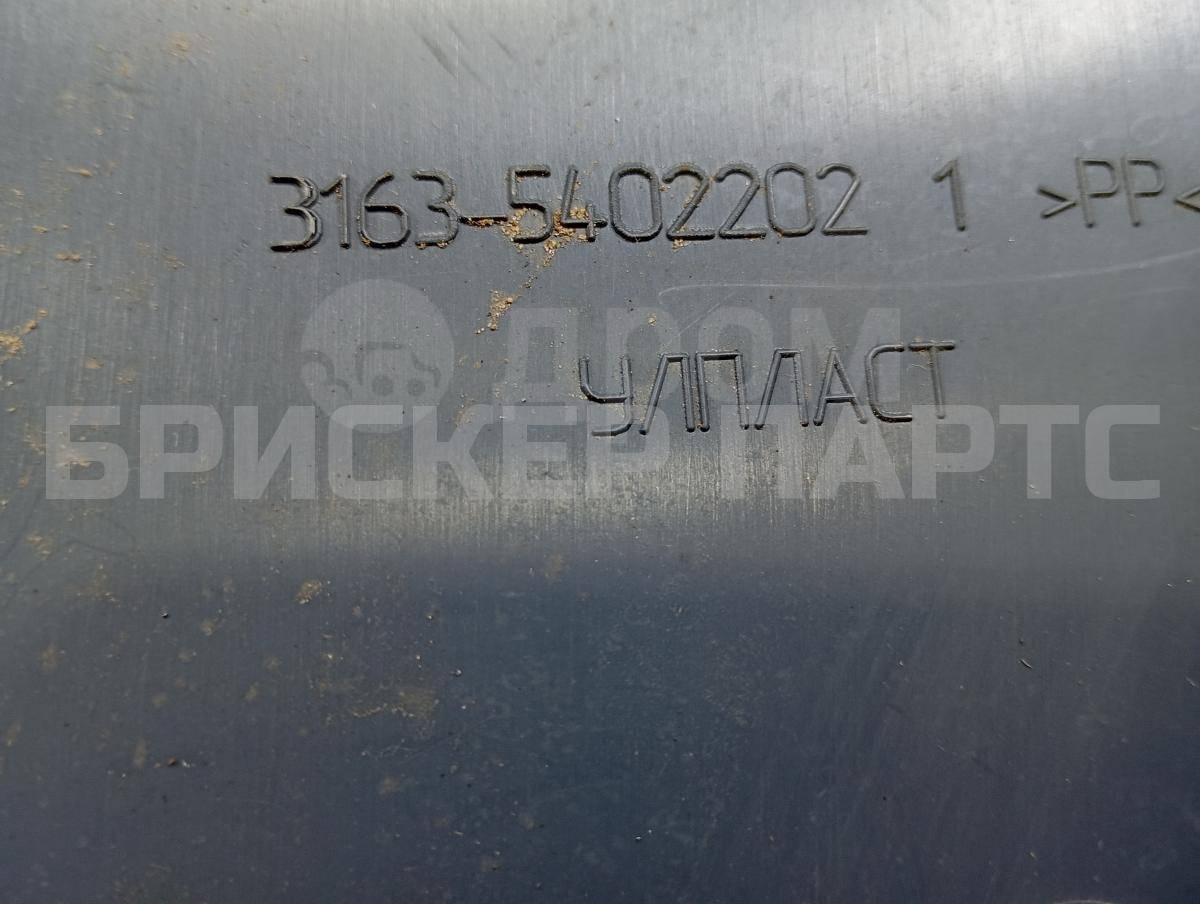 3163-5402202 1 >PP<
ДРОМ
УЛПЛАСТ
БРИСКЕР ПАРТС